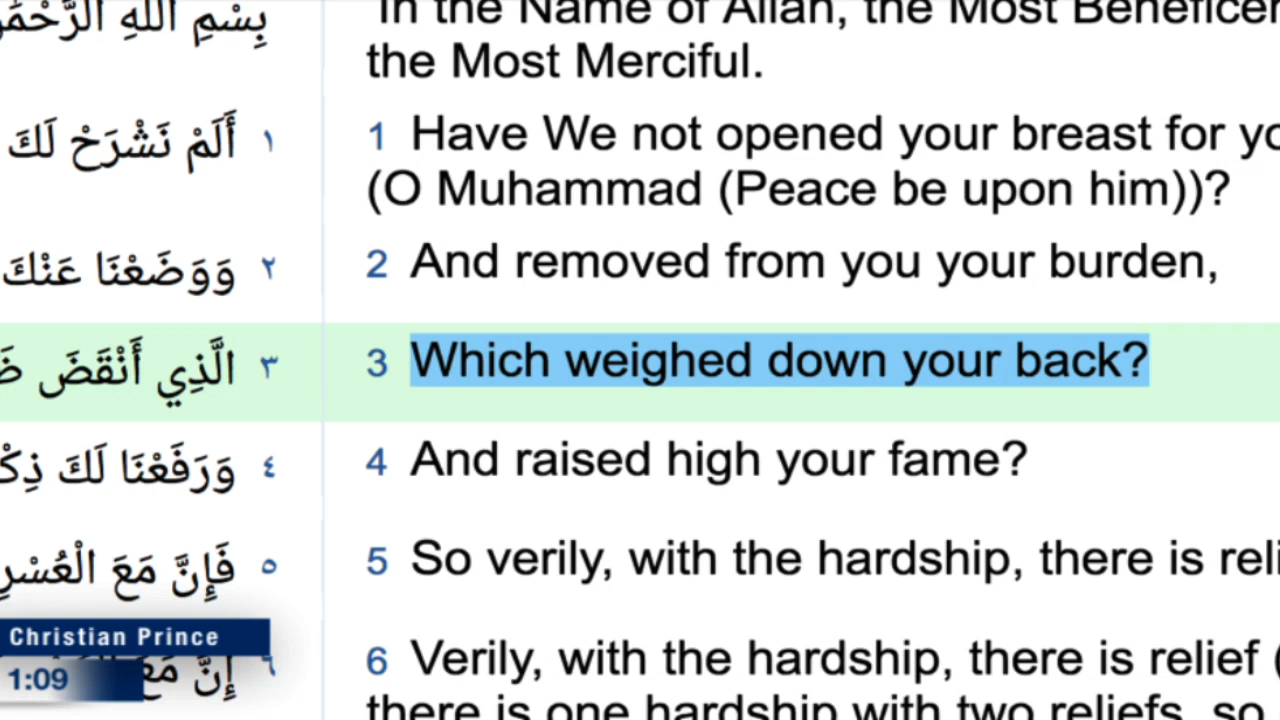 بِسْمِ اللَّهِ
In the Name of Allah, the Most
the Most Merciful.
أَلَمْ نَشْرَحْ لَكَ ١
1 Have We not opened your breast for
(O Muhammad (Peace be upon him))?
وَوَضَعْنَا عَنْكَ ٢
2 And removed from you your burden,
الَّذِي أَنْقَضَ ٣
3 Which weighed down your back?
وَرَفَعْنَا لَكَ ٤
4 And raised high your fame?
فَإِنَّ مَعَ الْعُسْرِ ٥
5 So verily, with the hardship, there is
Christian Prince
إِنَّ مَعَ ٦
1:09
6 Verily, with the hardship, there is relief (
there is one hardship with two reliefs, so